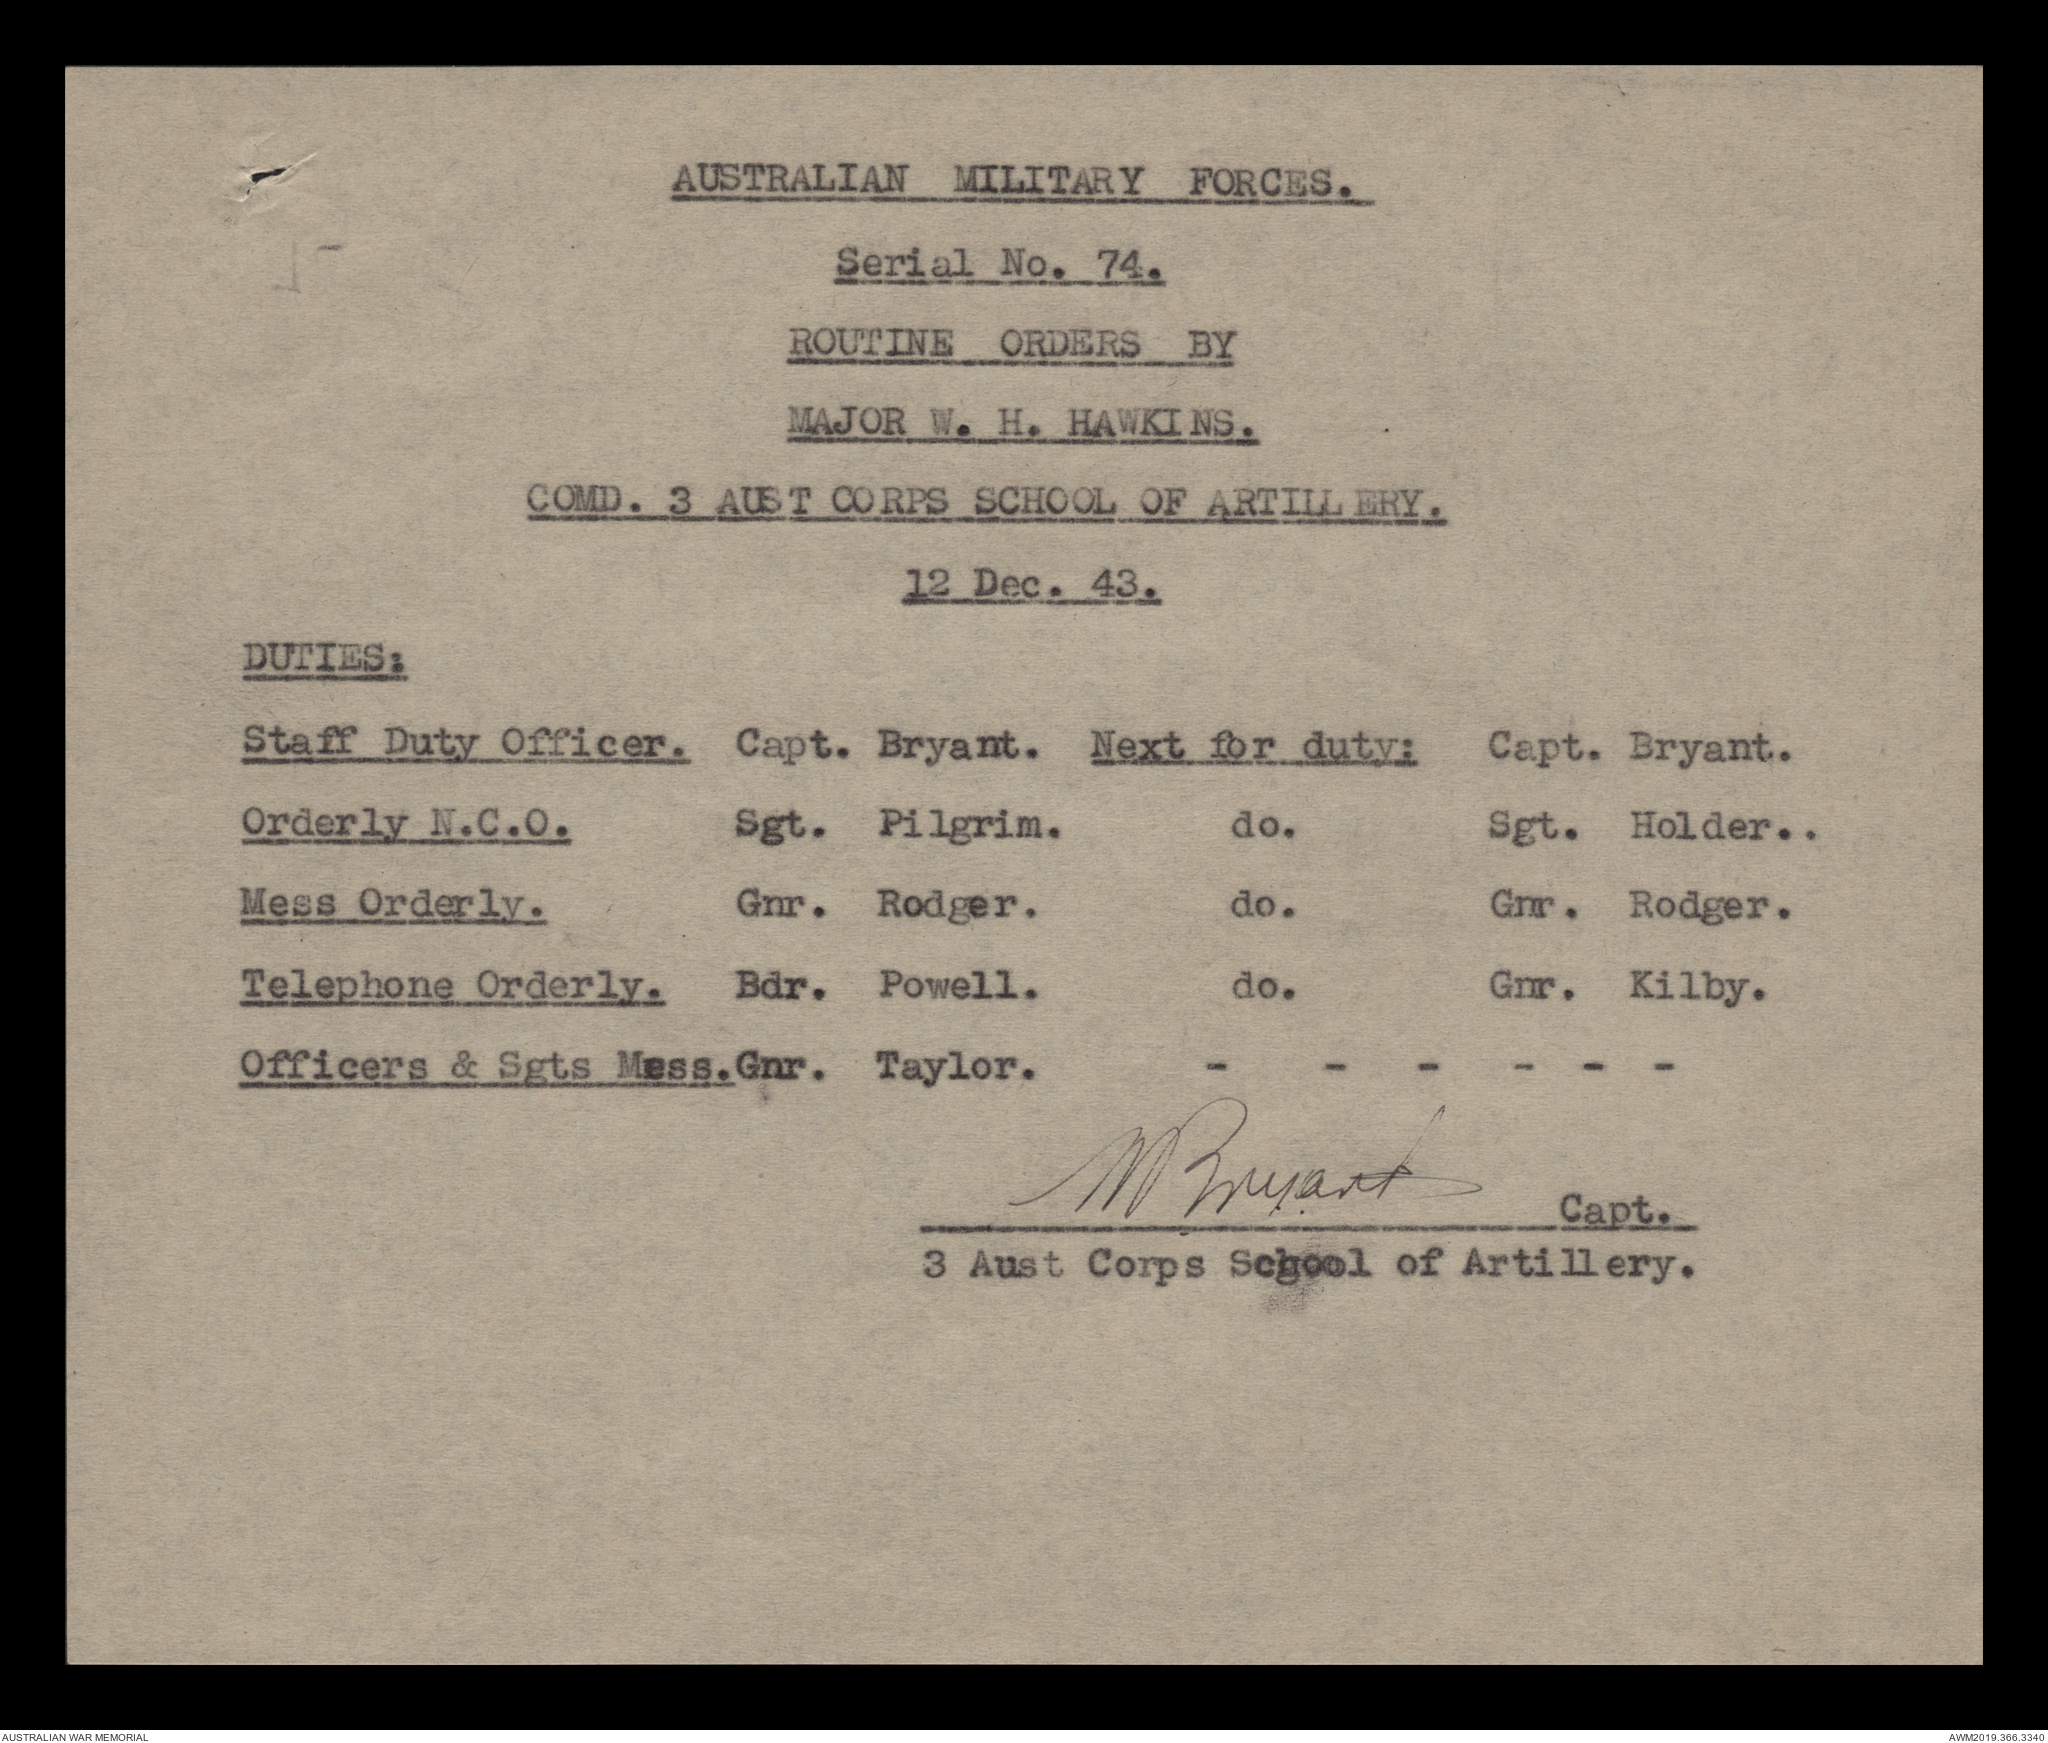 AUSTRALIAN MILITARY FORCES.
Serial No. 74.
ROUTINE ORDERS BY
MAJOR W. H. HAWKINS.
COMD. 3 AUST CORPS SCHOOL OF ARTILLERY.
12 Dec. 43.
DUTIES:
Staff Duty Officer. Capt. Bryant. Next for duty: Capt. Bryant.
Orderly N.C.O. Sgt. Pilgrim. do. Sgt. Holder..
Mess Orderly. Gnr. Rodger. do. Gnr. Rodger.
Telephone Orderly. Bdr. Powell. do. Gnr. Kilby.
Officers & Sgts Mess. Gnr. Taylor. - - - - - -
Bryant Capt.
3 Aust Corps School of Artillery.
AUSTRALIAN WAR MEMORIAL AWM2019.366.3340